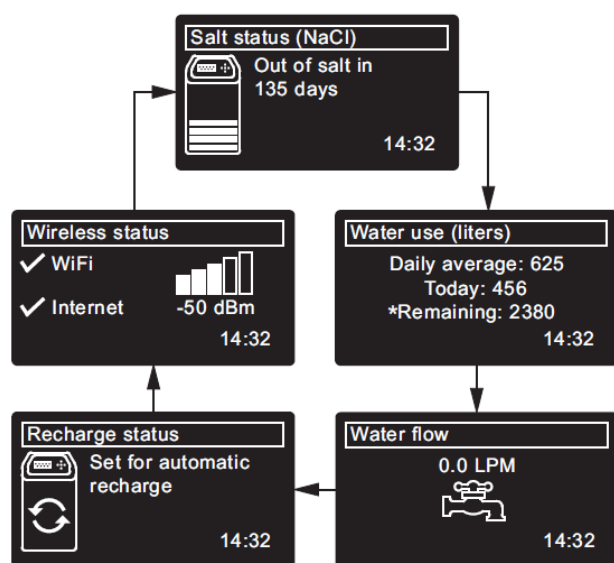 Salt status (NaCl)
Out of salt in
135 days
14:32
Wireless status
WiFi
Internet
-50 dBm
14:32
Water use (liters)
Daily average: 625
Today: 456
*Remaining: 2380
14:32
Recharge status
Set for automatic
recharge
14:32
Water flow
0.0 LPM
14:32